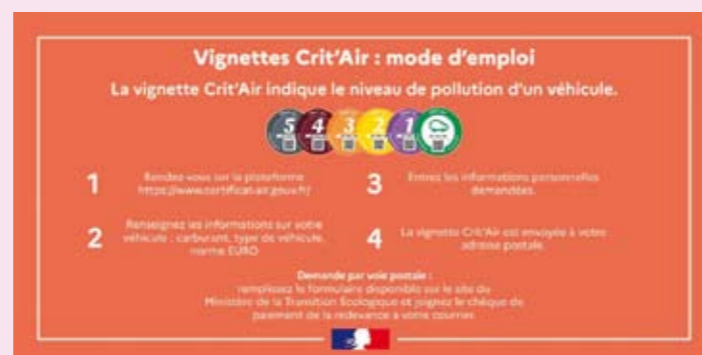 Vignettes Crit'Air : mode d'emploi
La vignette Crit'Air indique le niveau de pollution d'un véhicule.
5 4 3 2 1
1
Rendez-vous sur la plateforme
https://www.certificat-air.gouv.fr/
2
Renseignez les informations sur votre
véhicule : carburant, type de véhicule,
norme EURO
3
Entrez les informations personnelles
demandées.
4
La vignette Crit'Air est envoyée à votre
adresse postale.
Demande par voie postale :
remplissez le formulaire disponible sur le site du
Ministère de la Transition Ecologique et joignez le chèque de
paiement de la redevance à votre courrier.